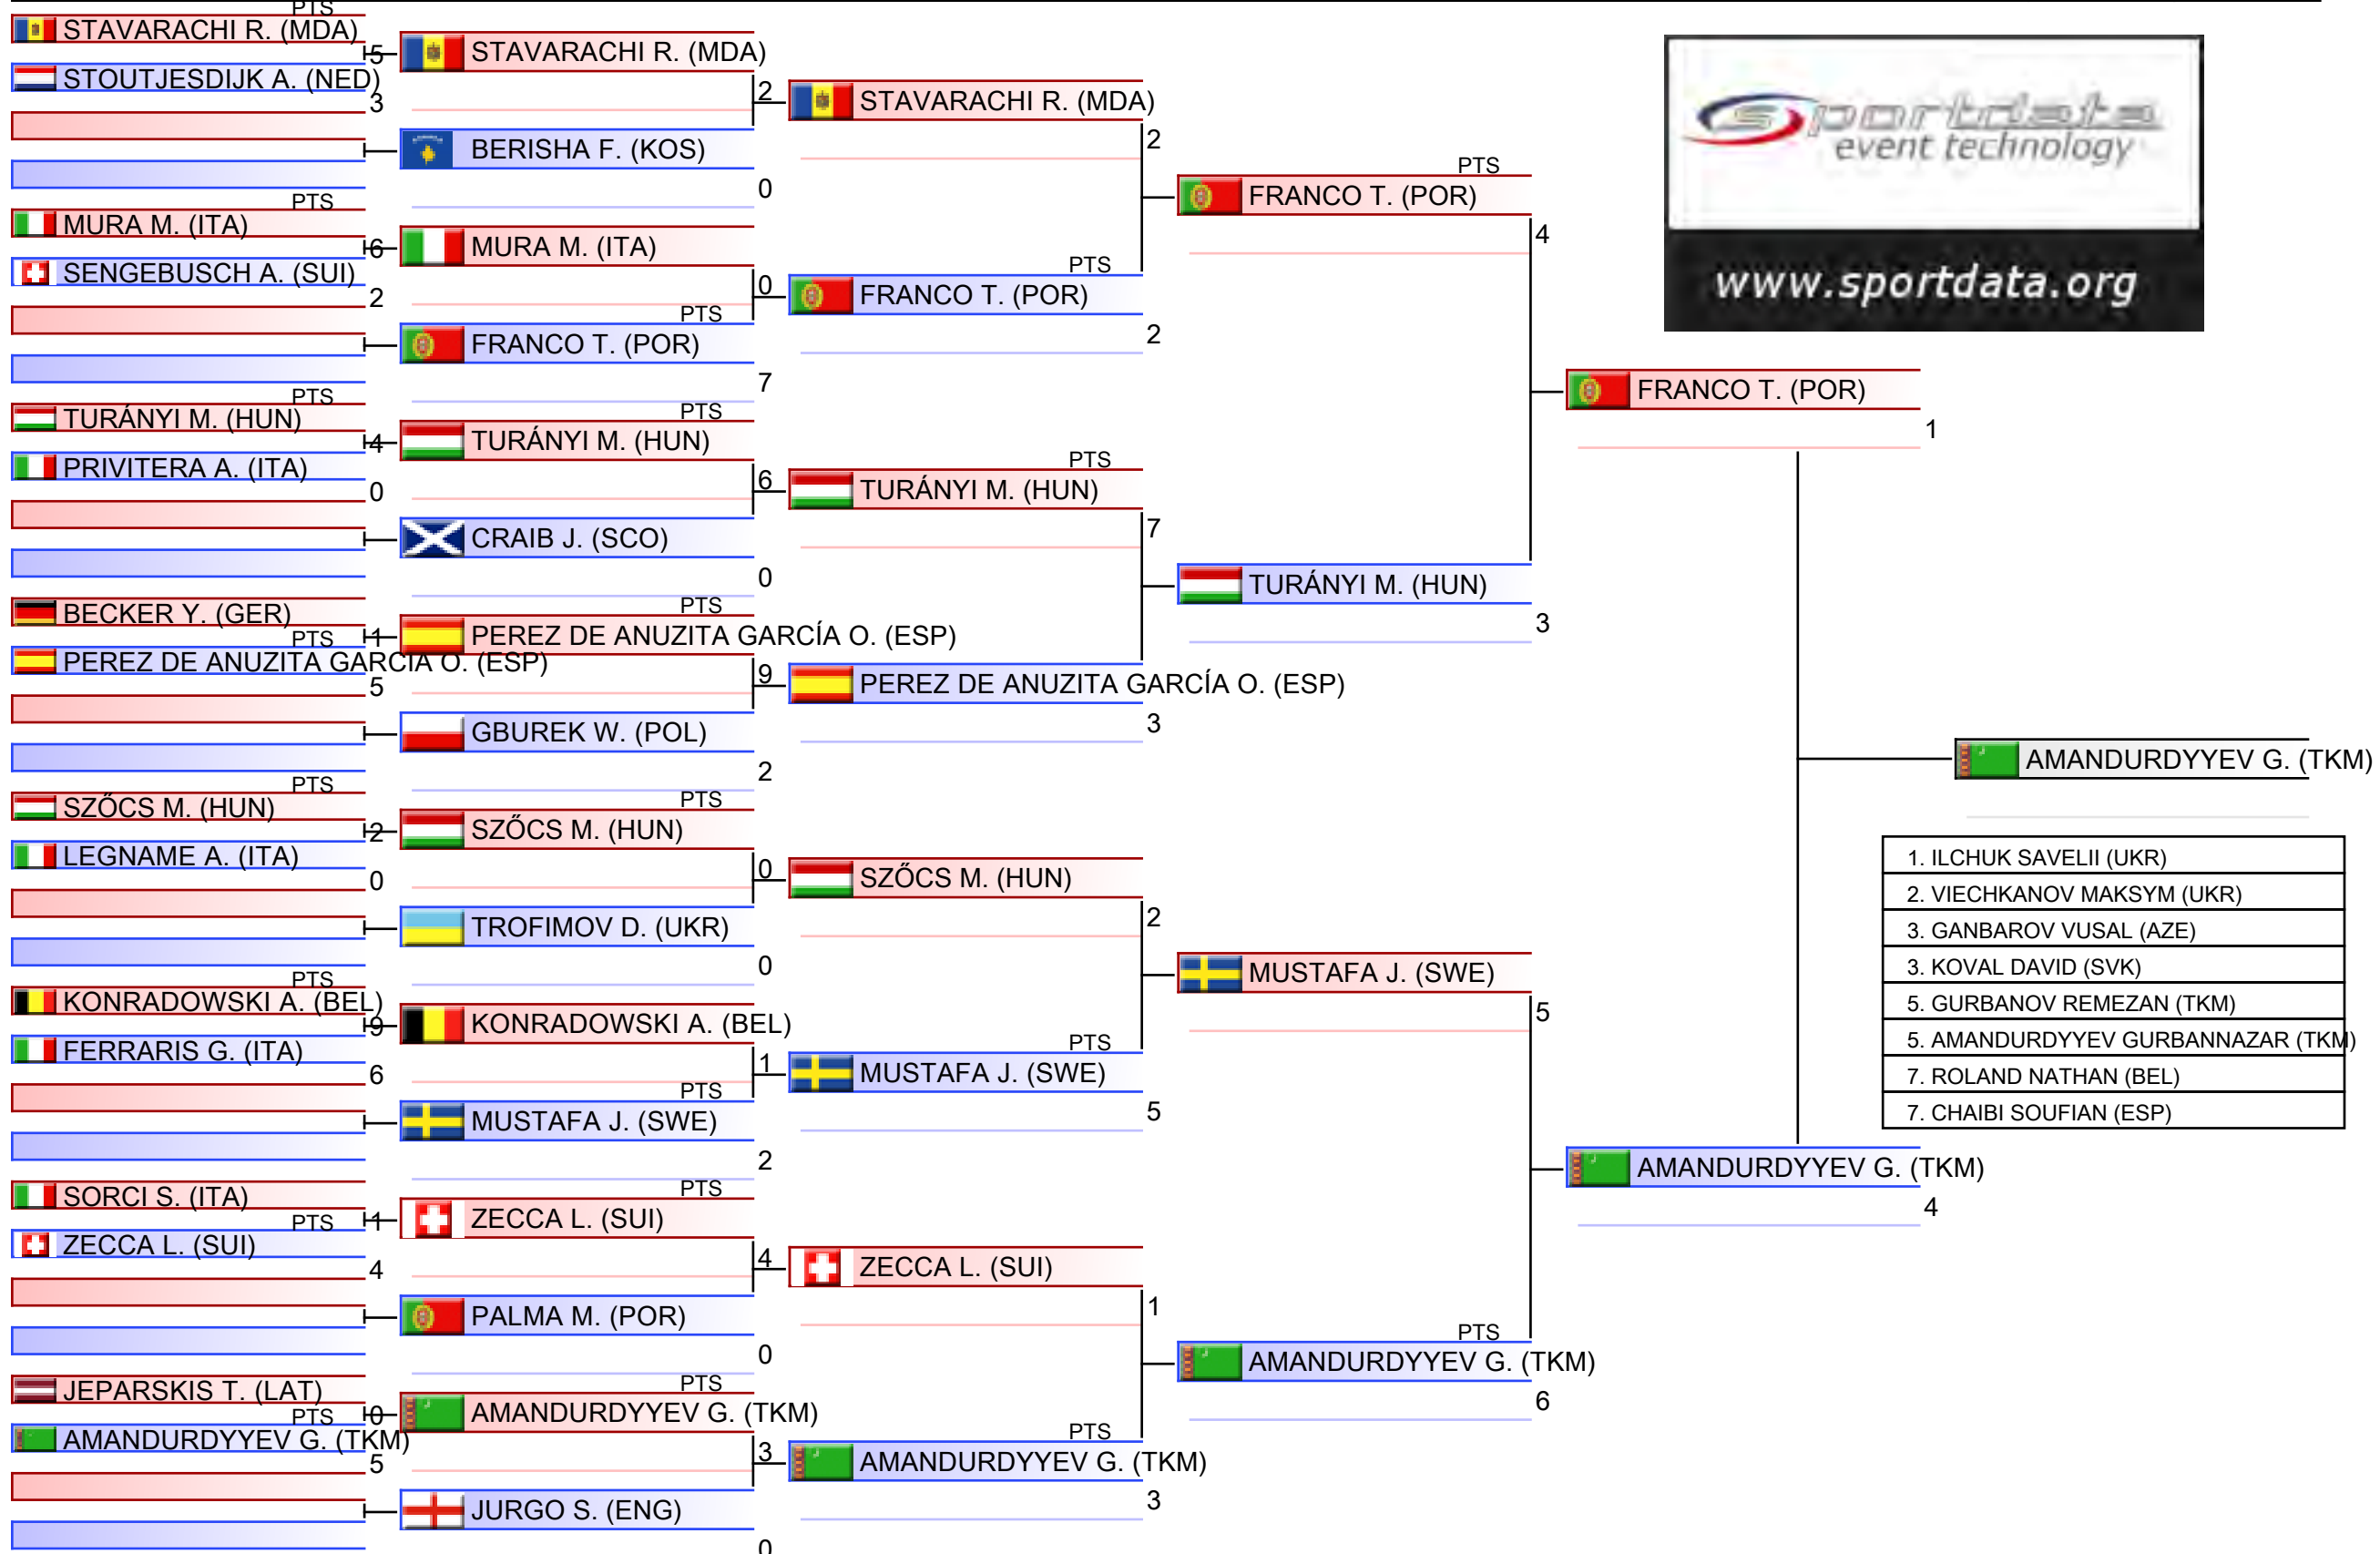 PTS
STAVARACHI R. (MDA)
5
STOUTJESDIJK A. (NED)
3
PTS
MURA M. (ITA)
6
SENGEBUSCH A. (SUI)
2
PTS
TURÁNYI M. (HUN)
4
PRIVITERA A. (ITA)
0
BECKER Y. (GER)
1
PTS
PEREZ DE ANUZITA GARCÍA O. (ESP)
5
PTS
SZŐCS M. (HUN)
2
LEGNAME A. (ITA)
0
PTS
KONRADOWSKI A. (BEL)
9
FERRARIS G. (ITA)
6
SORCI S. (ITA)
1
PTS
ZECCA L. (SUI)
4
JEPARSKIS T. (LAT)
0
PTS
AMANDURDYYEV G. (TKM)
5
STAVARACHI R. (MDA)
2
BERISHA F. (KOS)
0
MURA M. (ITA)
0
PTS
FRANCO T. (POR)
7
PTS
TURÁNYI M. (HUN)
6
CRAIB J. (SCO)
0
PTS
PEREZ DE ANUZITA GARCÍA O. (ESP)
9
GBUREK W. (POL)
2
PTS
SZŐCS M. (HUN)
0
TROFIMOV D. (UKR)
0
KONRADOWSKI A. (BEL)
1
PTS
MUSTAFA J. (SWE)
2
PTS
ZECCA L. (SUI)
4
PALMA M. (POR)
0
PTS
AMANDURDYYEV G. (TKM)
3
JURGO S. (ENG)
0
STAVARACHI R. (MDA)
2
PTS
FRANCO T. (POR)
2
PTS
TURÁNYI M. (HUN)
7
PEREZ DE ANUZITA GARCÍA O. (ESP)
3
SZŐCS M. (HUN)
2
PTS
MUSTAFA J. (SWE)
5
ZECCA L. (SUI)
1
PTS
AMANDURDYYEV G. (TKM)
3
PTS
FRANCO T. (POR)
4
TURÁNYI M. (HUN)
3
MUSTAFA J. (SWE)
5
PTS
AMANDURDYYEV G. (TKM)
6
FRANCO T. (POR)
1
AMANDURDYYEV G. (TKM)
4
AMANDURDYYEV G. (TKM)
sportdata
event technology
www.sportdata.org
1. ILCHUK SAVELII (UKR)
2. VIECHKANOV MAKSYM (UKR)
3. GANBAROV VUSAL (AZE)
3. KOVAL DAVID (SVK)
5. GURBANOV REMEZAN (TKM)
5. AMANDURDYYEV GURBANNAZAR (TKM)
7. ROLAND NATHAN (BEL)
7. CHAIBI SOUFIAN (ESP)